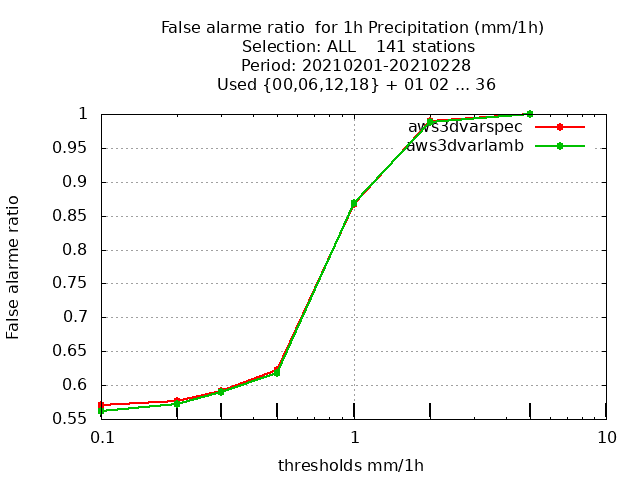 False alarme ratio  for 1h Precipitation (mm/1h)
Selection: ALL    141 stations
Period: 20210201-20210228
Used {00,06,12,18} + 01 02 ... 36
1
aws3dvarspec
aws3dvarlamb
0.95
0.9
0.85
0.8
0.75
0.7
0.65
0.6
0.55
False alarme ratio
0.1 1 10
thresholds mm/1h